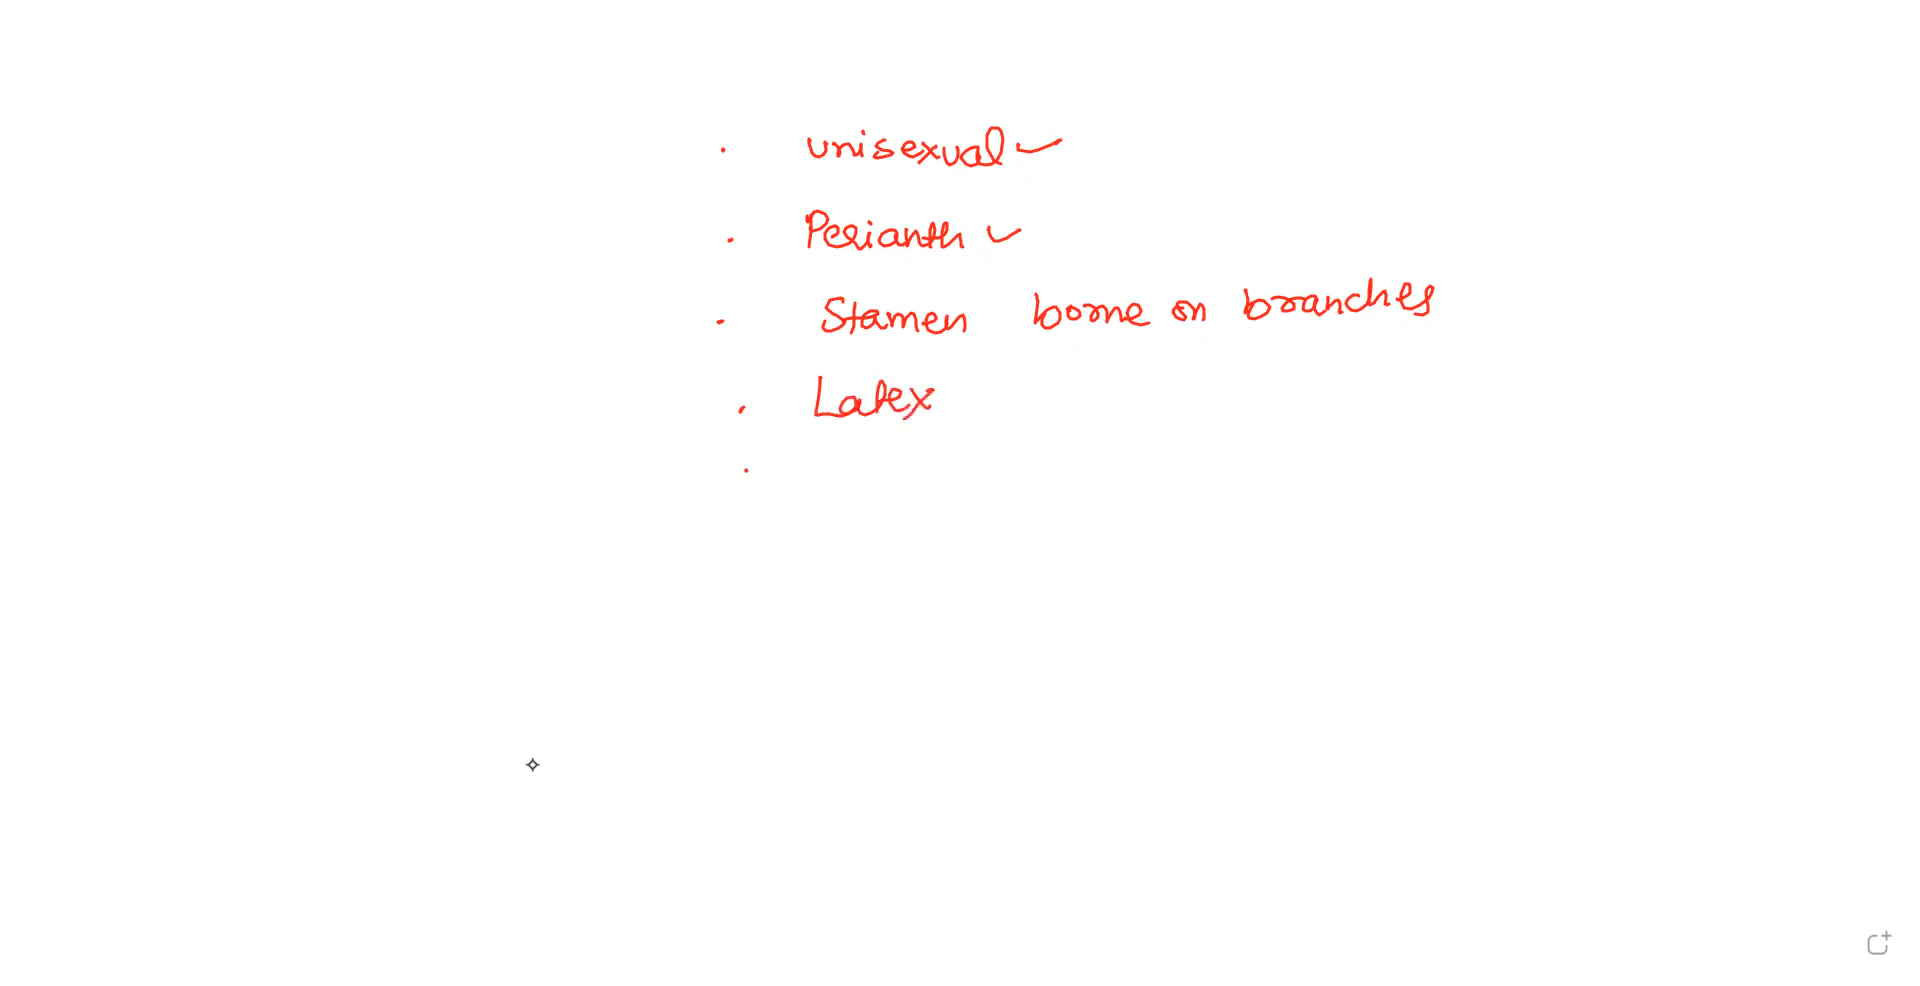 . unisexual ✓
. Perianth ✓
. Stamen borne on branches
. Latex
.